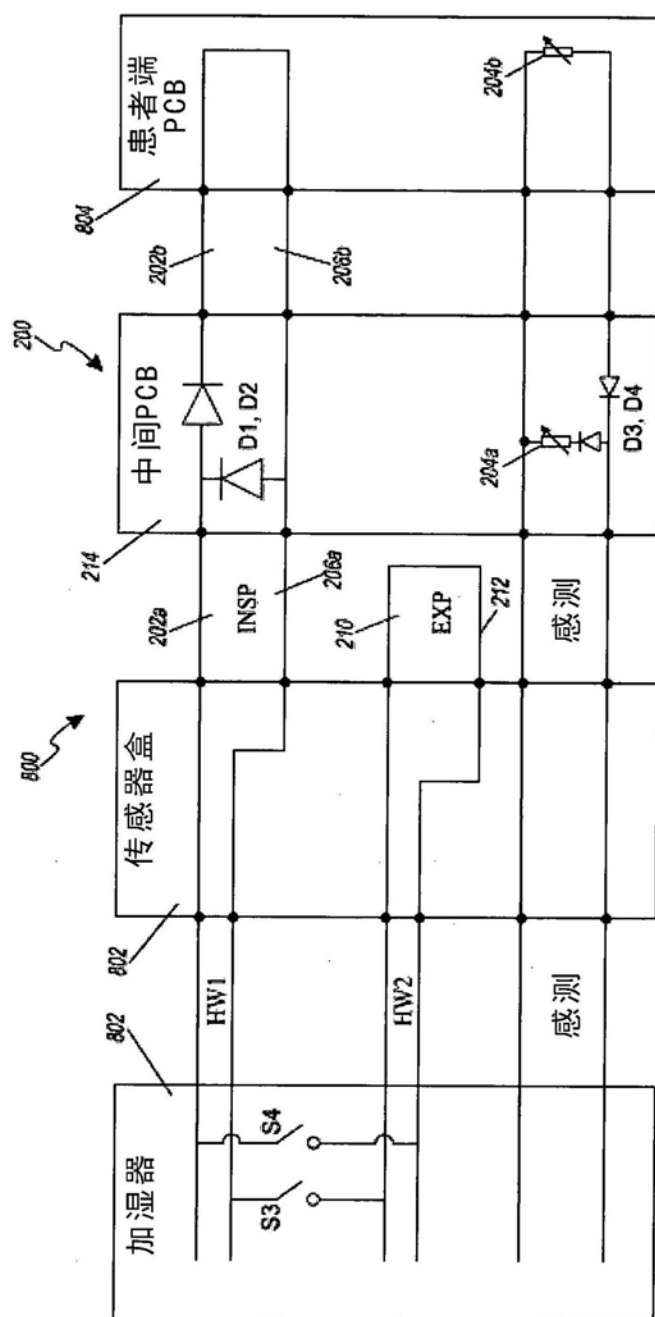 800
200
加湿器
802
S3
S4
HW1
HW2
感测
传感器盒
802
202a
INSP
206a
210
EXP
212
感测
中间PCB
214
D1, D2
204a
D3, D4
202b
206b
患者端
PCB
804
204b